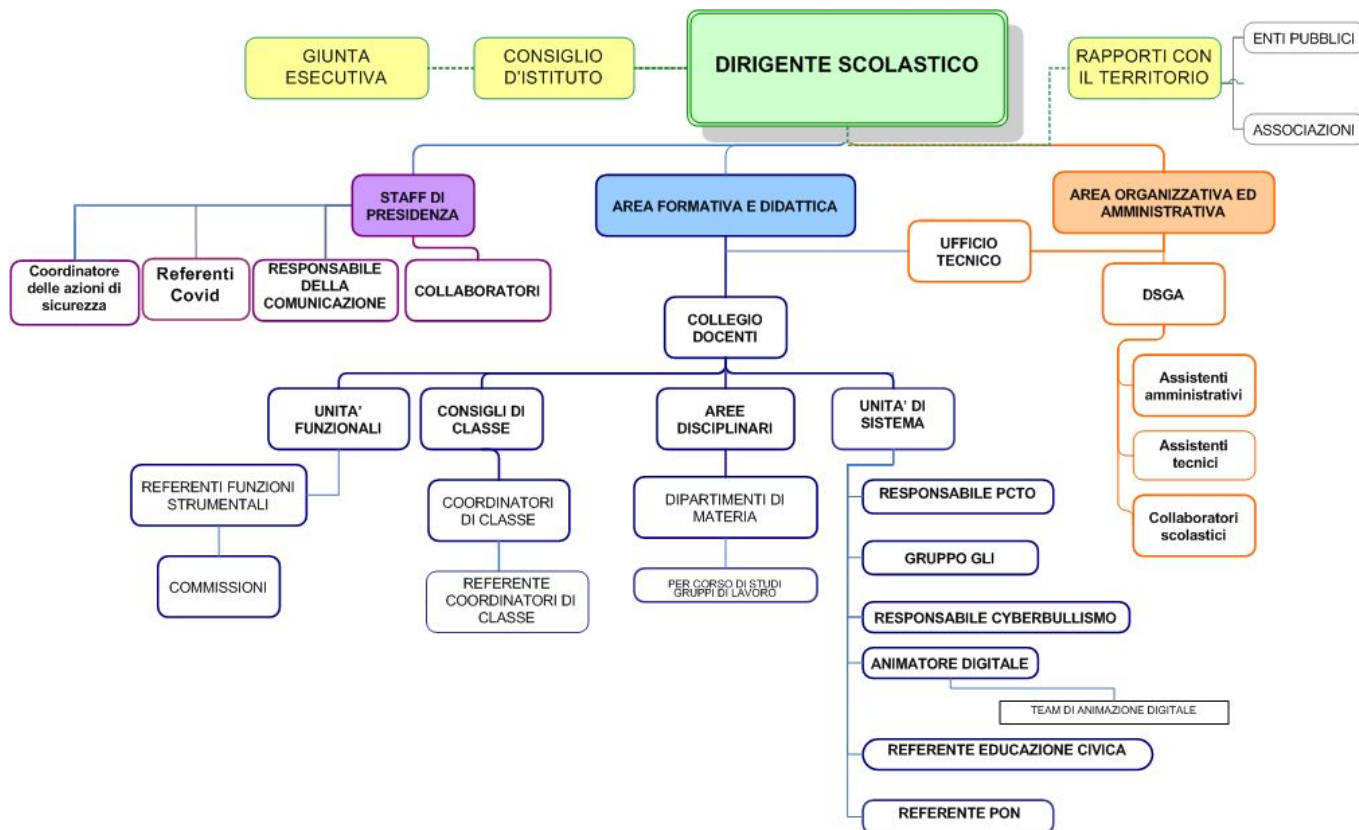 GIUNTA
ESECUTIVA
CONSIGLIO
D'ISTITUTO
DIRIGENTE SCOLASTICO
RAPPORTI CON
IL TERRITORIO
ENTI PUBBLICI
ASSOCIAZIONI
STAFF DI
PRESIDENZA
AREA FORMATIVA E DIDATTICA
AREA ORGANIZZATIVA ED
AMMINISTRATIVA
UFFICIO
TECNICO
Coordinatore
delle azioni di
sicurezza
Referenti
Covid
RESPONSABILE
DELLA
COMUNICAZIONE
COLLABORATORI
DSGA
COLLEGIO
DOCENTI
UNITA' FUNZIONALI
CONSIGLI DI
CLASSE
AREE
DISCIPLINARI
UNITA' DI
SISTEMA
Assistenti
amministrativi
Assistenti
tecnici
Collaboratori
scolastici
REFERENTI FUNZIONI
STRUMENTALI
COMMISSIONI
COORDINATORI
DI CLASSE
REFERENTE
COORDINATORI DI
CLASSE
DIPARTIMENTI DI
MATERIA
PER CORSO DI STUDI
GRUPPI DI LAVORO
RESPONSABILE PCTO
GRUPPO GLI
RESPONSABILE CYBERBULLISMO
ANIMATORE DIGITALE
TEAM DI ANIMAZIONE DIGITALE
REFERENTE EDUCAZIONE CIVICA
REFERENTE PON